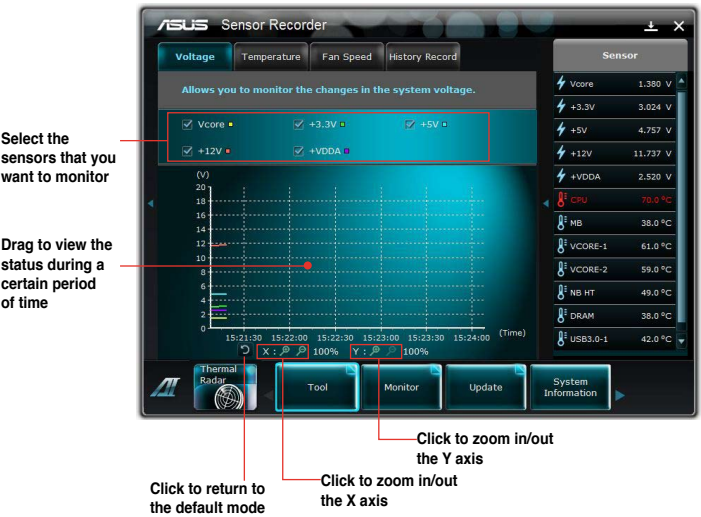 ASUS Sensor Recorder
Voltage
Temperature
Fan Speed
History Record
Allows you to monitor the changes in the system voltage.
Vcore
+3.3V
+5V
+12V
+VDDA
Select the
sensors that you
want to monitor
Drag to view the
status during a
certain period
of time
(V)
20
18
16
14
12
10
8
6
4
2
0
15:21:30 15:22:00 15:22:30 15:23:00 15:23:30 15:24:00 (Time)
X : 100% Y : 100%
Sensor
Vcore 1.380 V
+3.3V 3.024 V
+5V 4.757 V
+12V 11.737 V
+VDDA 2.520 V
CPU 70.0 ºC
MB 38.0 ºC
VCORE-1 61.0 ºC
VCORE-2 59.0 ºC
NB HT 49.0 ºC
DRAM 38.0 ºC
USB3.0-1 42.0 ºC
Thermal
Radar
Tool
Monitor
Update
System
Information
Click to zoom in/out
the Y axis
Click to zoom in/out
the X axis
Click to return to
the default mode